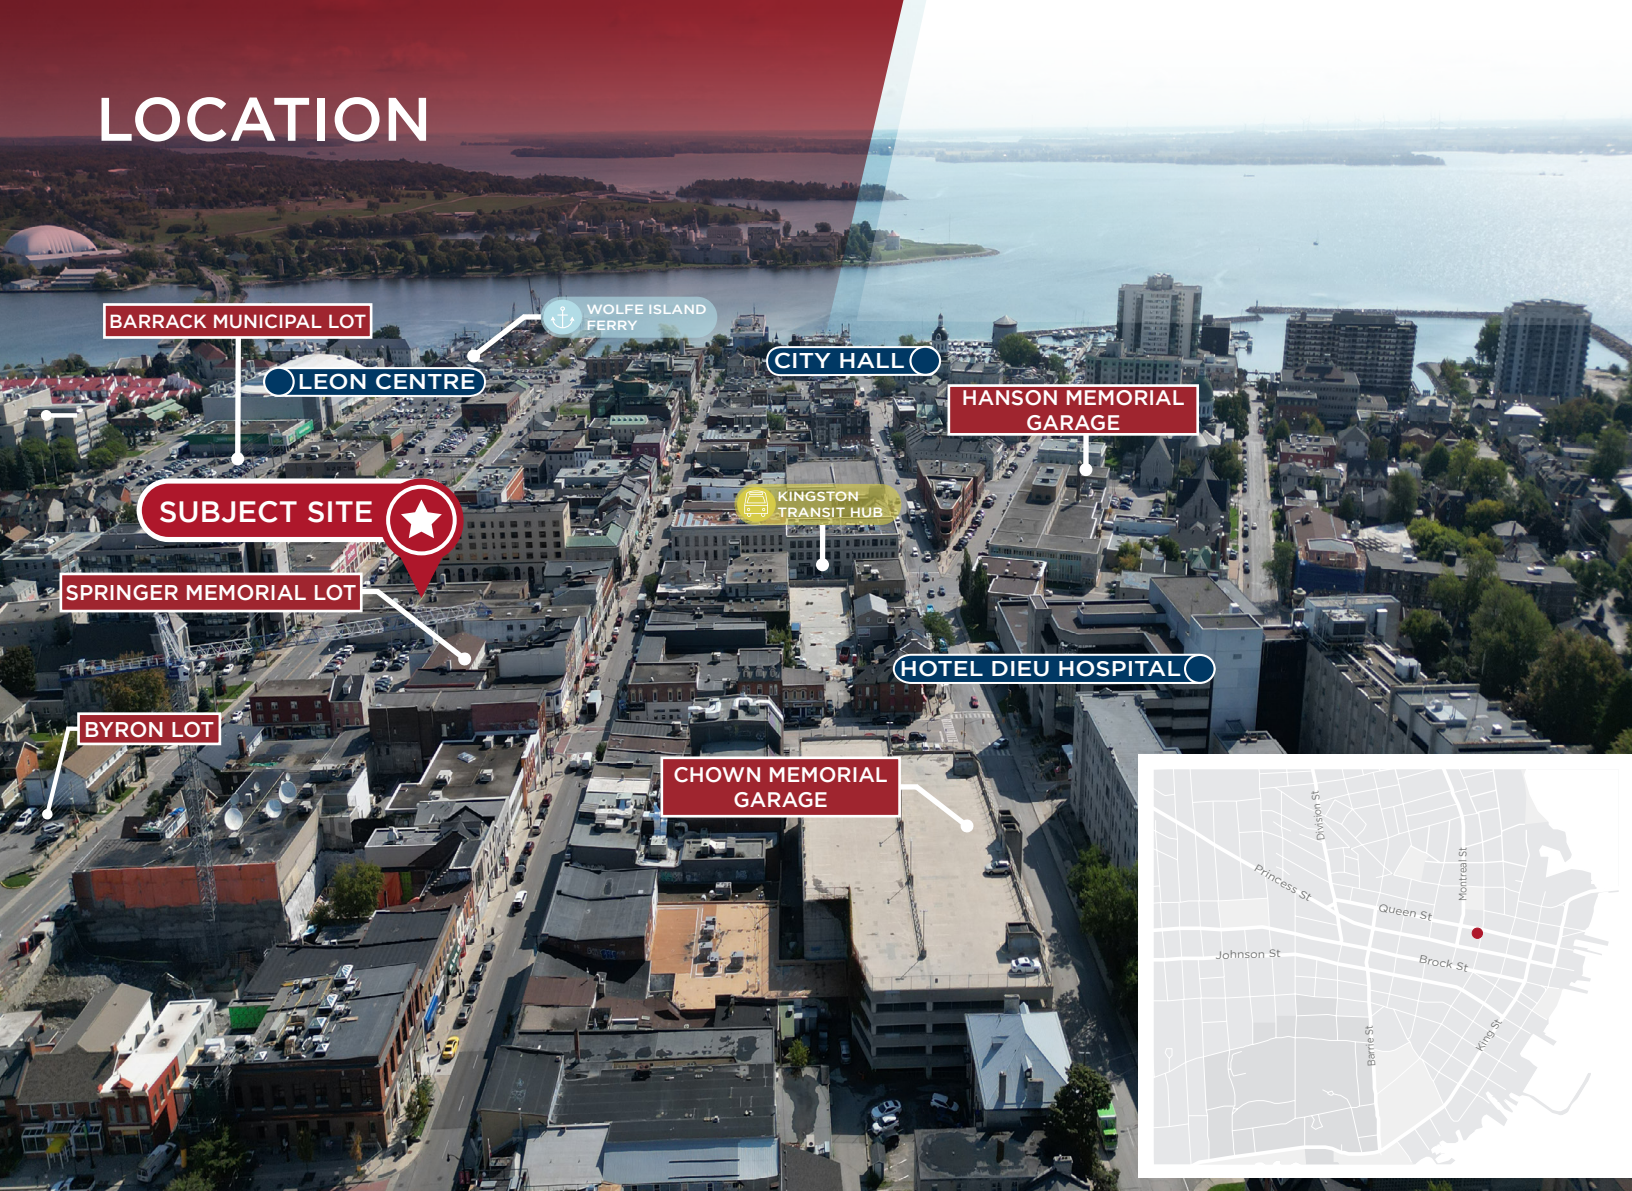 LOCATION
WOLFE ISLAND
FERRY
BARRACK MUNICIPAL LOT
CITY HALL
LEON CENTRE
HANSON MEMORIAL
GARAGE
KINGSTON
TRANSIT HUB
SUBJECT SITE
SPRINGER MEMORIAL LOT
HOTEL DIEU HOSPITAL
BYRON LOT
CHOWN MEMORIAL
GARAGE
Division St
Montreal St
Princess St
Queen St
Johnson St
Brock St
Barrie St
King St